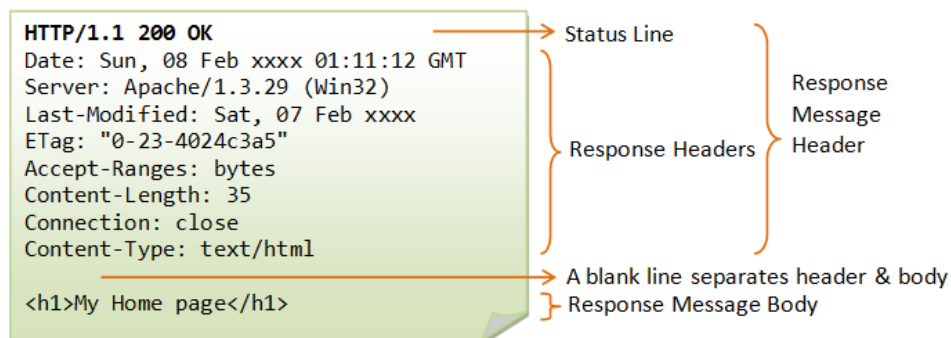 HTTP/1.1 200 OK
Date: Sun, 08 Feb xxxx 01:11:12 GMT
Server: Apache/1.3.29 (Win32)
Last-Modified: Sat, 07 Feb xxxx
ETag: "0-23-4024c3a5"
Accept-Ranges: bytes
Content-Length: 35
Connection: close
Content-Type: text/html
<h1>My Home page</h1>
Status Line
Response Headers
A blank line separates header & body
Response Message Body
Response
Message
Header